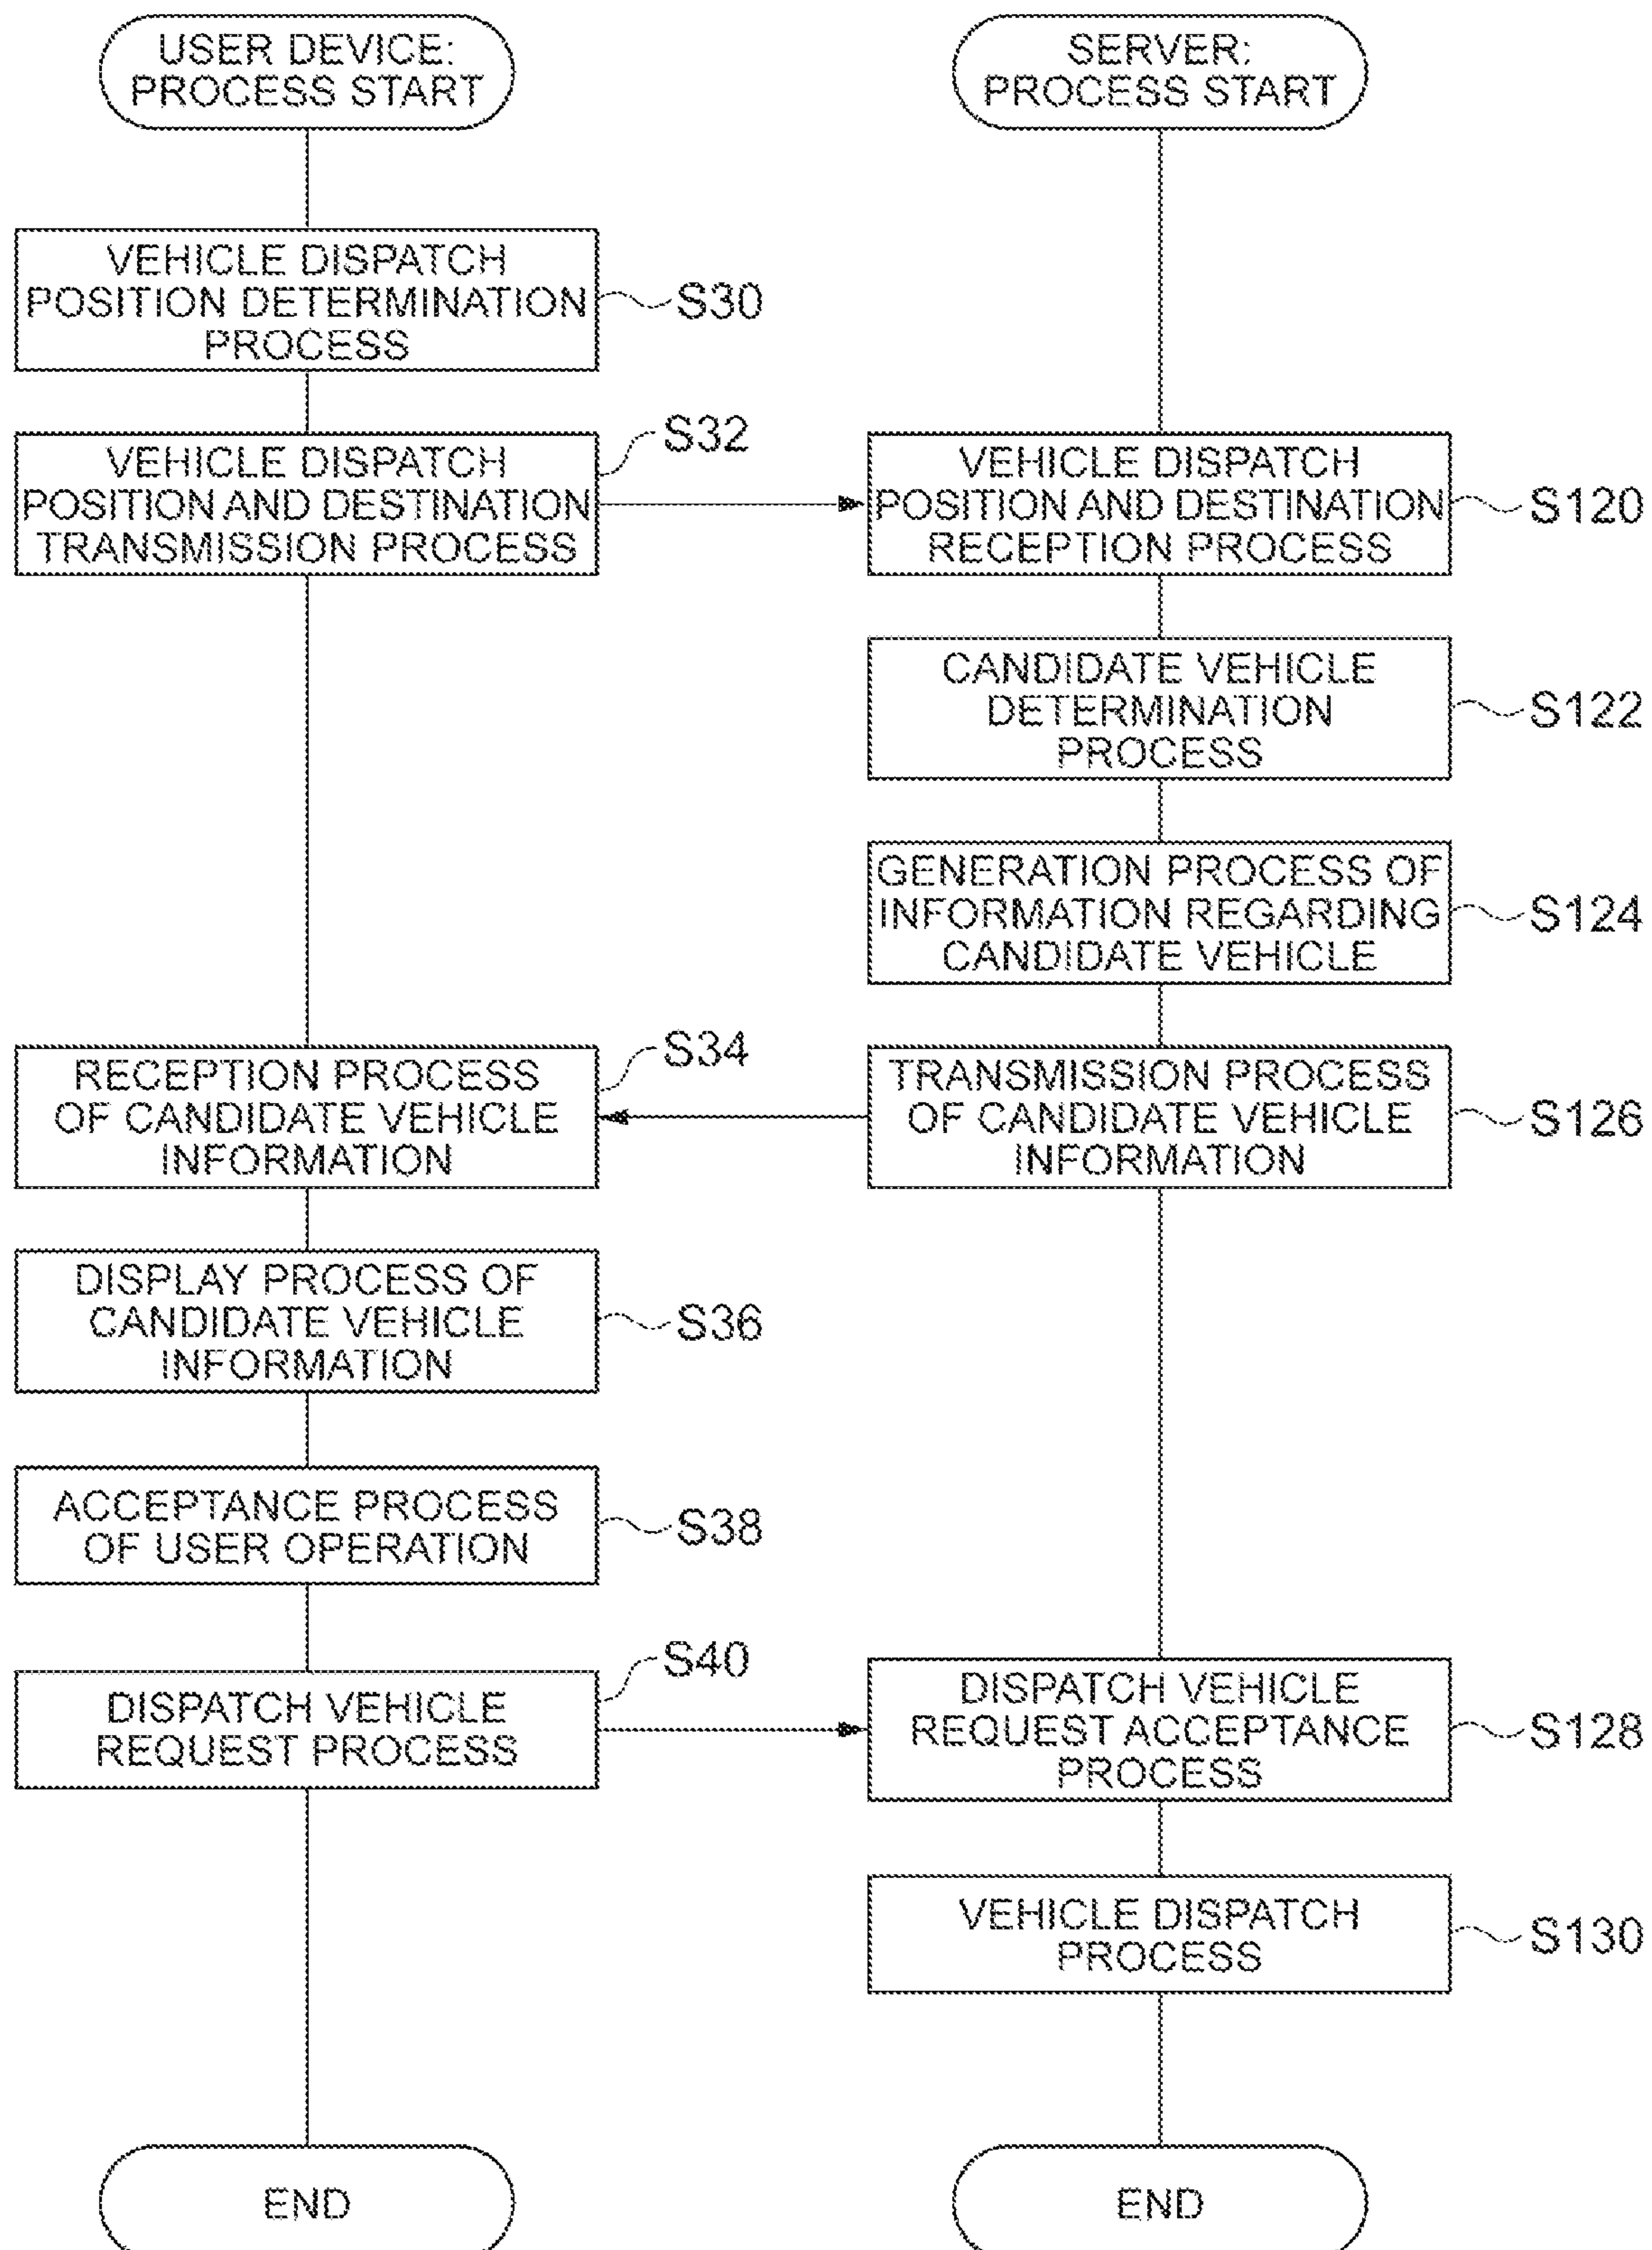 USER DEVICE:
PROCESS START
SERVER:
PROCESS START
VEHICLE DISPATCH
POSITION DETERMINATION
PROCESS
S30
VEHICLE DISPATCH
POSITION AND DESTINATION
TRANSMISSION PROCESS
S32
VEHICLE DISPATCH
POSITION AND DESTINATION
RECEPTION PROCESS
S120
CANDIDATE VEHICLE
DETERMINATION
PROCESS
S122
GENERATION PROCESS OF
INFORMATION REGARDING
CANDIDATE VEHICLE
S124
RECEPTION PROCESS
OF CANDIDATE VEHICLE
INFORMATION
S34
TRANSMISSION PROCESS
OF CANDIDATE VEHICLE
INFORMATION
S126
DISPLAY PROCESS OF
CANDIDATE VEHICLE
INFORMATION
S36
ACCEPTANCE PROCESS
OF USER OPERATION
S38
DISPATCH VEHICLE
REQUEST PROCESS
S40
DISPATCH VEHICLE
REQUEST ACCEPTANCE
PROCESS
S128
VEHICLE DISPATCH
PROCESS
S130
END
END